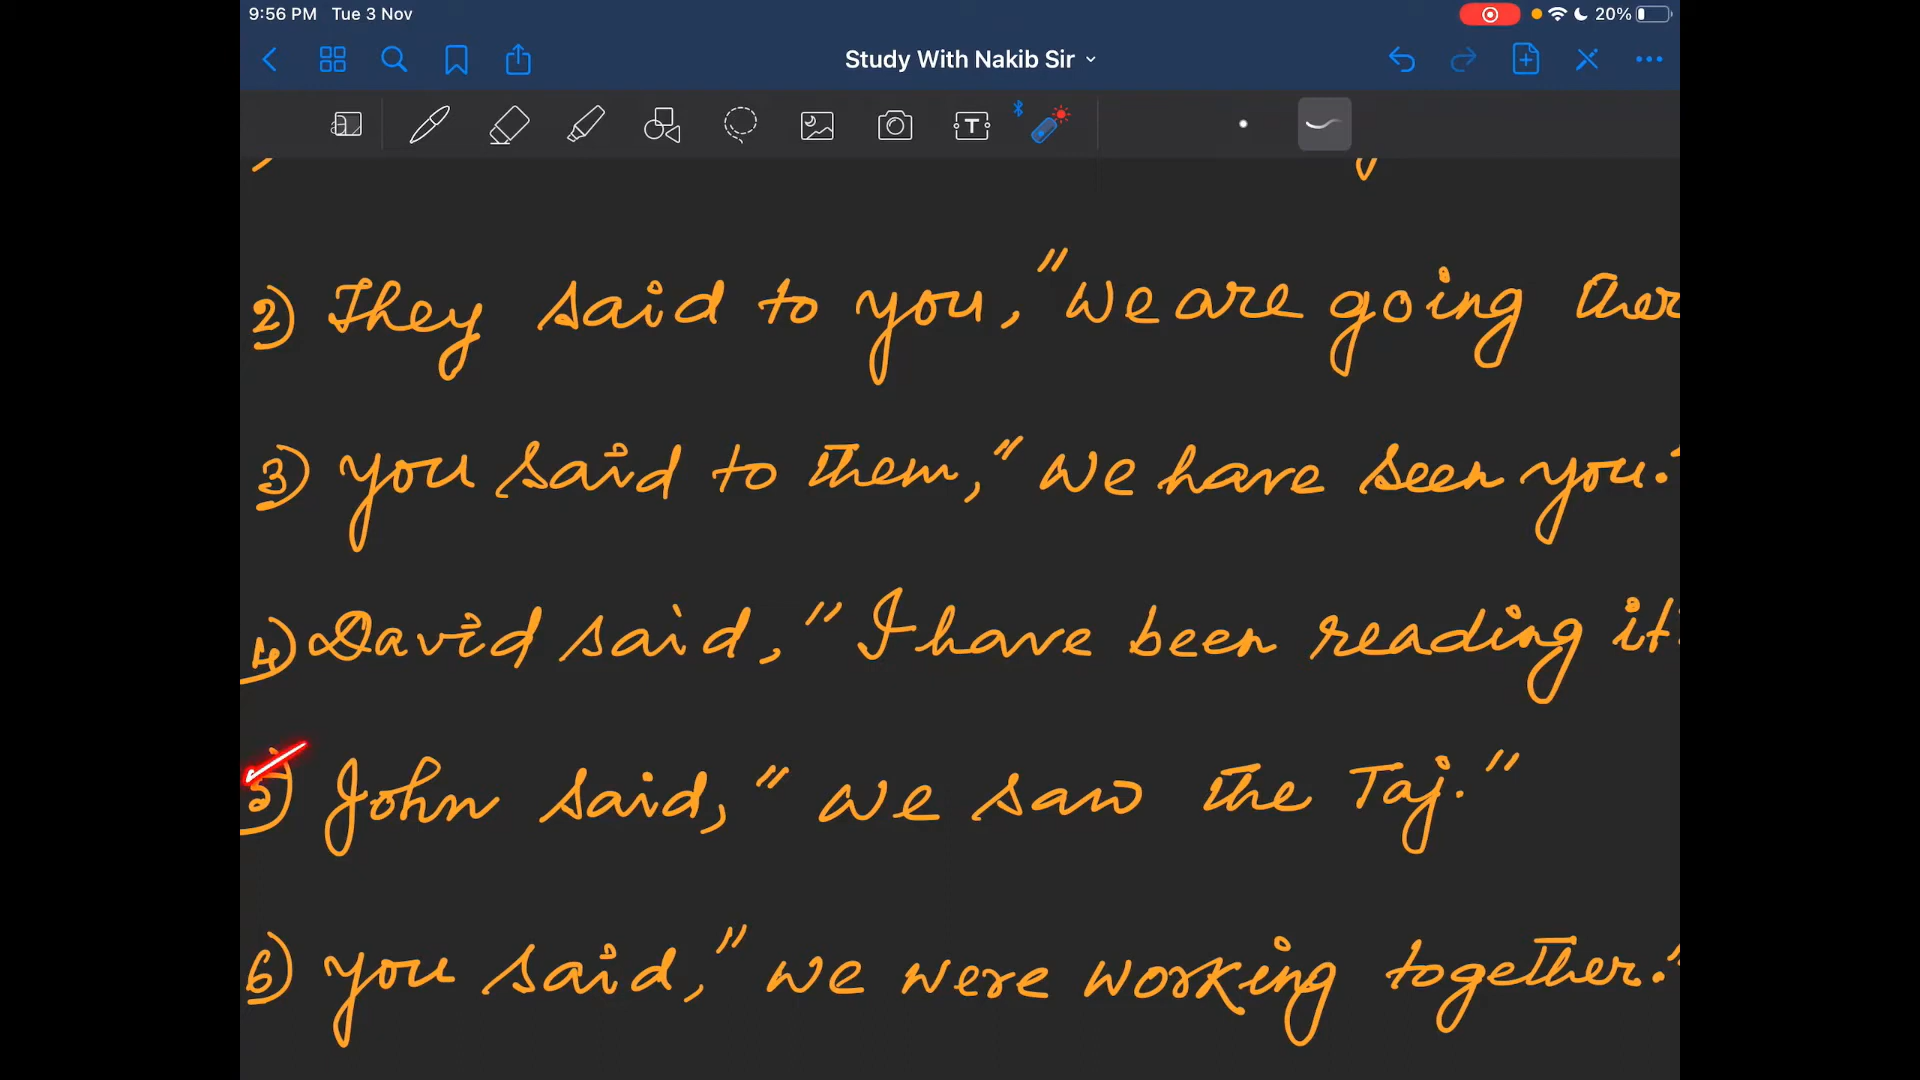 9:56 PM Tue 3 Nov 20%
Study With Nakib Sir
2) They said to you, "we are going ther
3) you said to them, "we have seen you."
4) David said, "I have been reading it"
5) John said, "we saw the Taj."
6) you said, "we were working together."